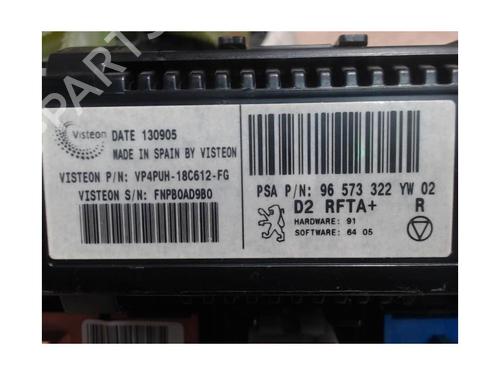 Visteon
DATE 130905
MADE IN SPAIN BY VISTEON
VISTEON P/N: VP4PUH-18C612-FG
VISTEON S/N: FNPB0AD9B0
PSA P/N: 96 573 322 YW 02
D2 RFTA+ R
HARDWARE: 91
SOFTWARE: 64 05